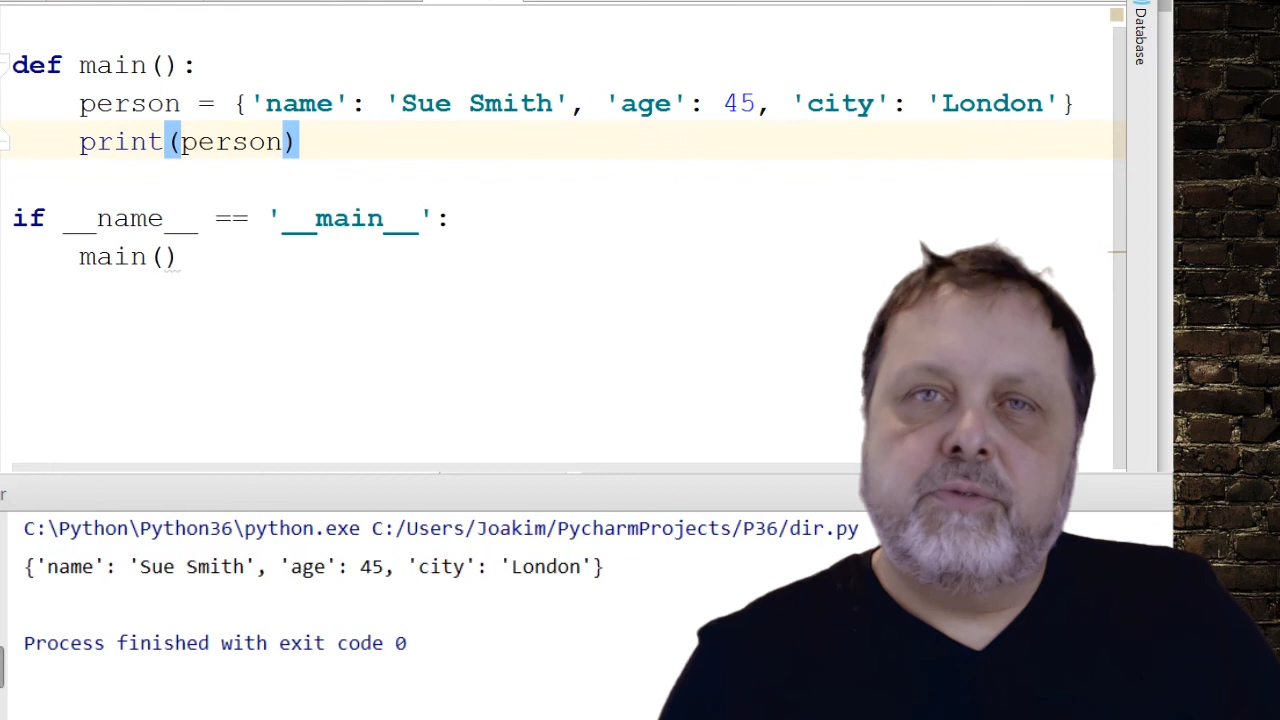 Database
def main():
    person = {'name': 'Sue Smith', 'age': 45, 'city': 'London'}
    print(person)
if __name__ == '__main__':
    main()
r
C:\Python\Python36\python.exe C:/Users/Joakim/PycharmProjects/P36/dir.py
{'name': 'Sue Smith', 'age': 45, 'city': 'London'}
Process finished with exit code 0